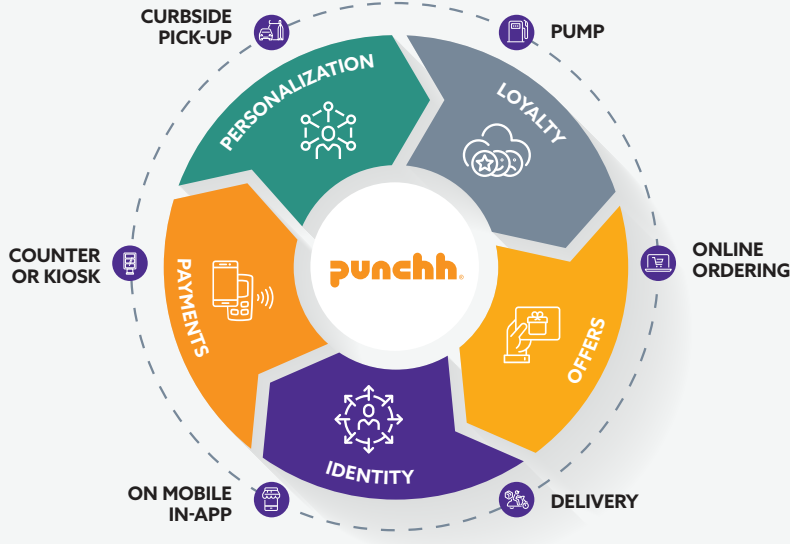 CURBSIDE
PICK-UP
PUMP
PERSONALIZATION
LOYALTY
COUNTER
OR KIOSK
PAYMENTS
punchh®
ONLINE
ORDERING
OFFERS
IDENTITY
ON MOBILE
IN-APP
DELIVERY